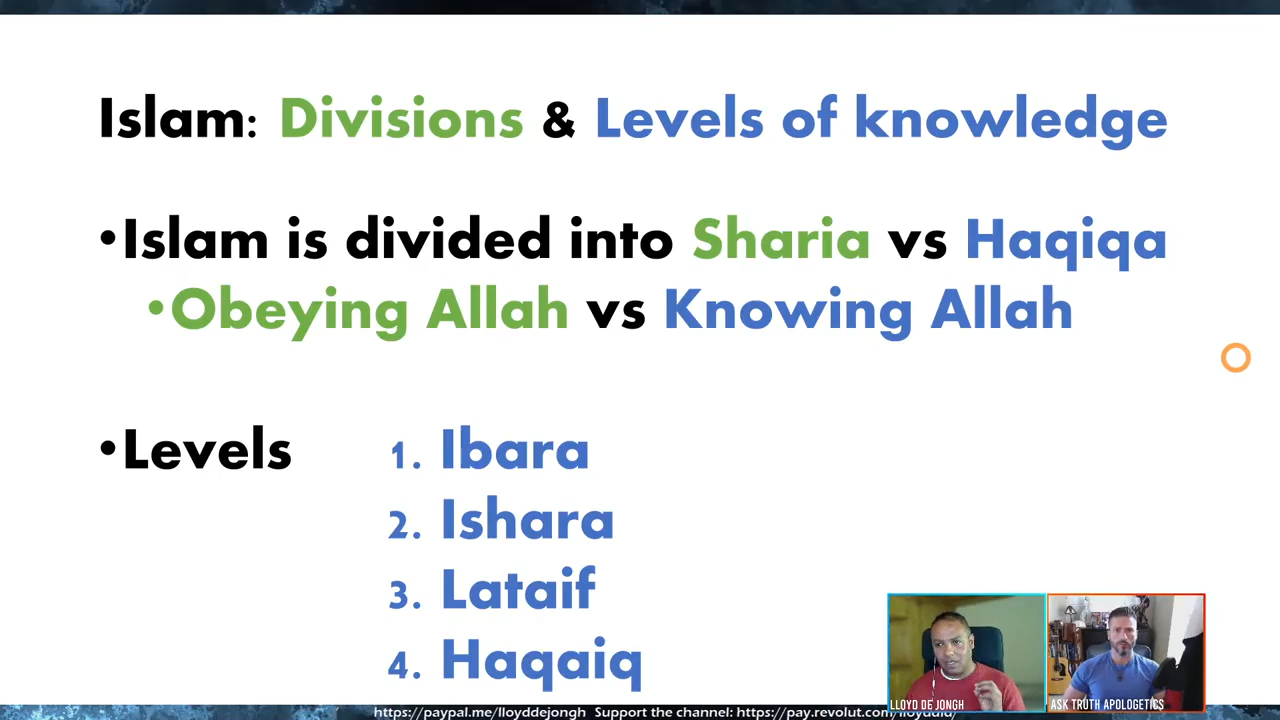 Islam: Divisions & Levels of knowledge
•Islam is divided into Sharia vs Haqiqa
•Obeying Allah vs Knowing Allah
•Levels
1. Ibara
2. Ishara
3. Lataif
4. Haqaiq
LLOYD DE JONGH
ASK TRUTH APOLOGETICS
https://paypal.me/lloyddejongh Support the channel: https://pay.revolut.com/